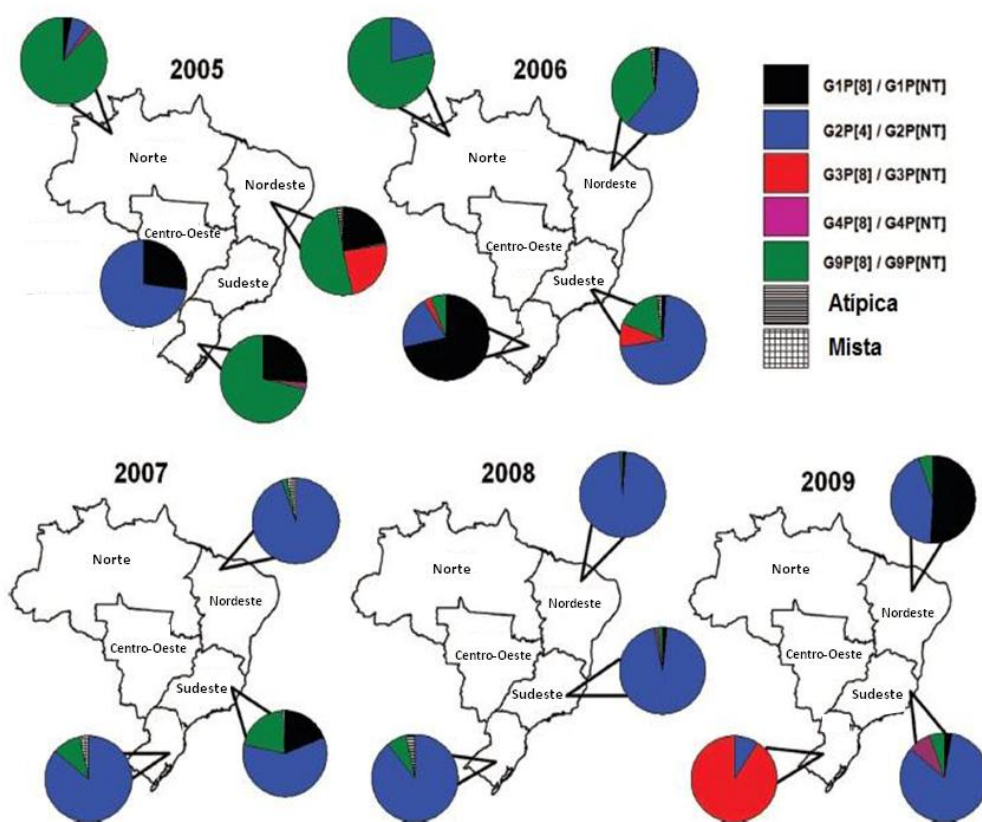 2005
Norte
Nordeste
Centro-Oeste
Sudeste
2006
Norte
Nordeste
Centro-Oeste
Sudeste
G1P[8] / G1P[NT]
G2P[4] / G2P[NT]
G3P[8] / G3P[NT]
G4P[8] / G4P[NT]
G9P[8] / G9P[NT]
Atípica
Mista
2007
Norte
Nordeste
Centro-Oeste
Sudeste
2008
Norte
Nordeste
Centro-Oeste
Sudeste
2009
Norte
Nordeste
Centro-Oeste
Sudeste